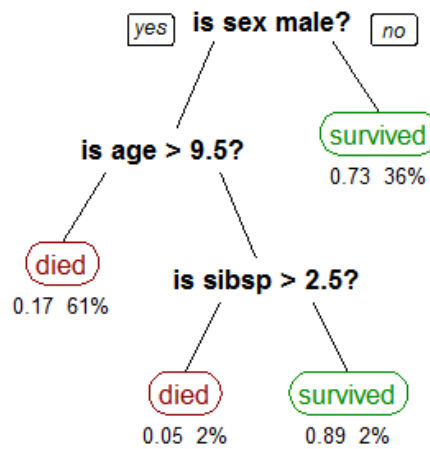 yes is sex male? no
survived
0.73 36%
is age > 9.5?
died
0.17 61%
is sibsp > 2.5?
died survived
0.05 2% 0.89 2%